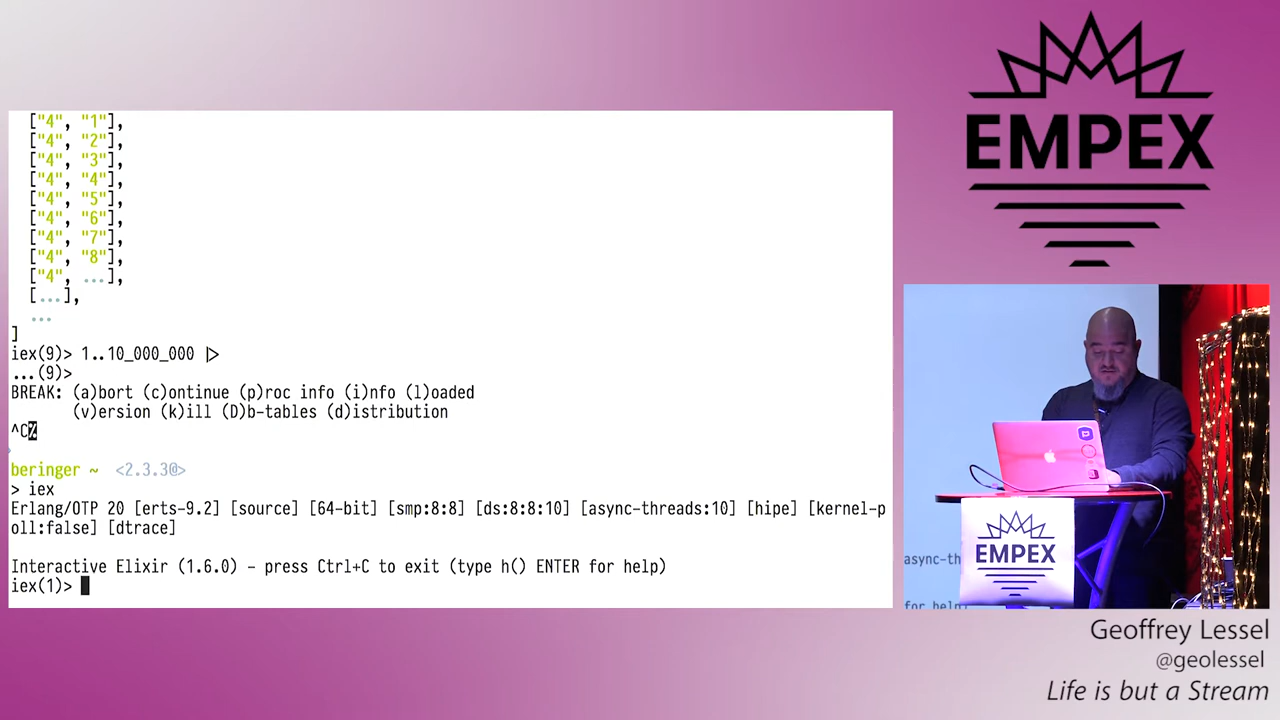 ["4", "1"],
["4", "2"],
["4", "3"],
["4", "4"],
["4", "5"],
["4", "6"],
["4", "7"],
["4", "8"],
["4", ...],
[...],
...
]
iex(9)> 1..10_000_000 |>
...(9)>
BREAK: (a)bort (c)ontinue (p)roc info (i)nfo (l)oaded
(v)ersion (k)ill (D)b-tables (d)istribution
^C%
beringer ~ <2.3.3@>
> iex
Erlang/OTP 20 [erts-9.2] [source] [64-bit] [smp:8:8] [ds:8:8:10] [async-threads:10] [hipe] [kernel-p
oll:false] [dtrace]
Interactive Elixir (1.6.0) - press Ctrl+C to exit (type h() ENTER for help)
iex(1)>
EMPEX
EMPEX
async-th
for help)
Geoffrey Lessel
@geolessel
Life is but a Stream